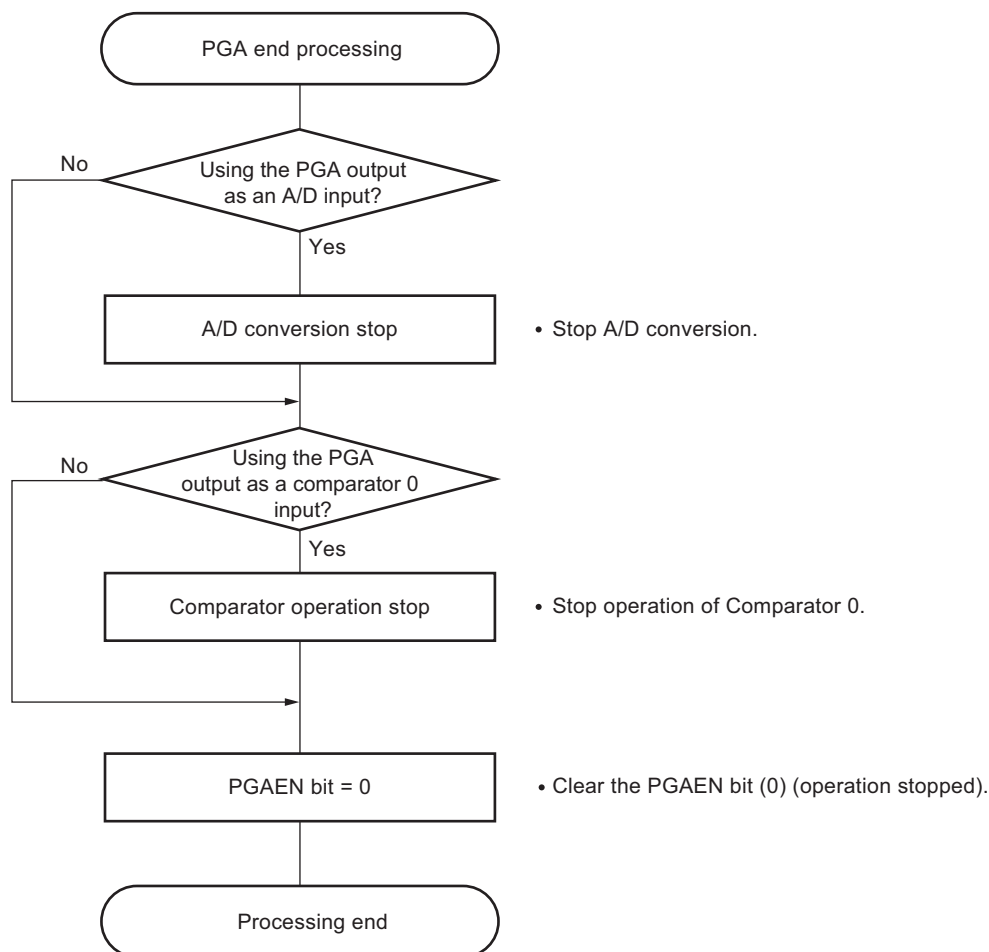 PGA end processing
No
Using the PGA output
as an A/D input?
Yes
A/D conversion stop
• Stop A/D conversion.
No
Using the PGA
output as a comparator 0
input?
Yes
Comparator operation stop
• Stop operation of Comparator 0.
PGAEN bit = 0
• Clear the PGAEN bit (0) (operation stopped).
Processing end